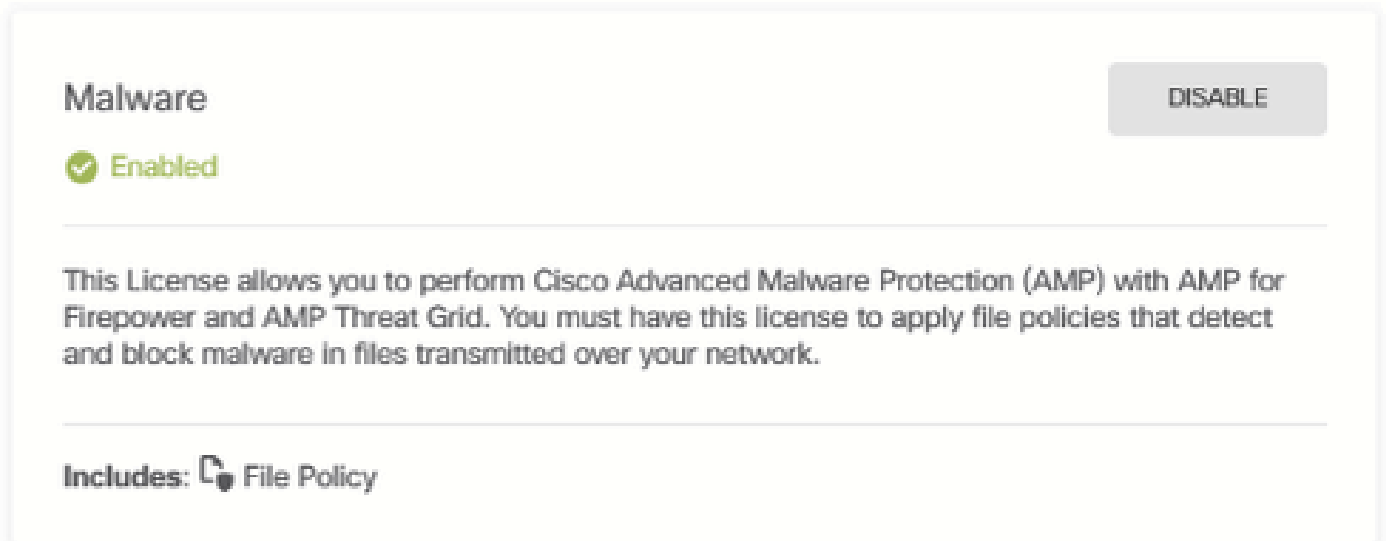 Malware
DISABLE
Enabled
This License allows you to perform Cisco Advanced Malware Protection (AMP) with AMP for
Firepower and AMP Threat Grid. You must have this license to apply file policies that detect
and block malware in files transmitted over your network.
Includes: File Policy